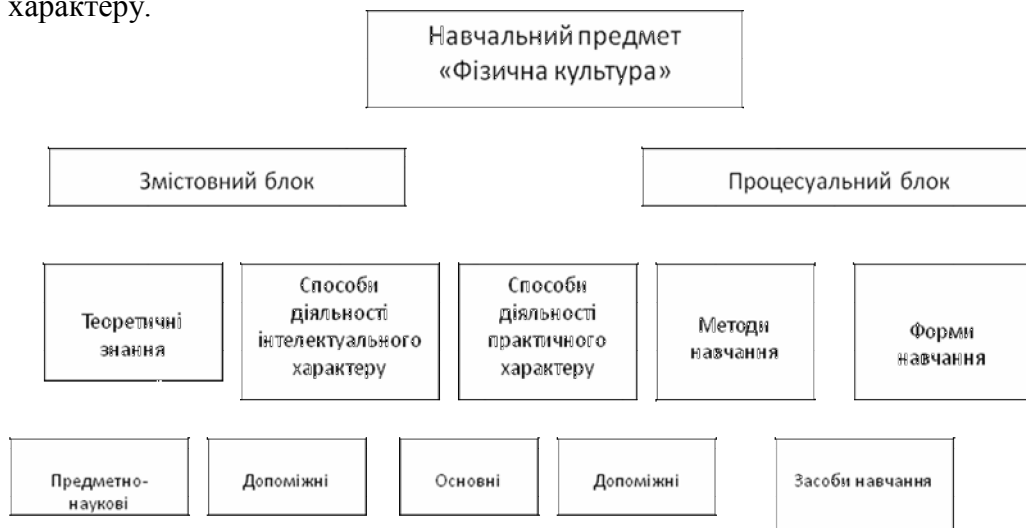 характеру.
Навчальний предмет
«Фізична культура»
Змістовний блок
Процесуальний блок
Теоретичні
знання
Способи
діяльності
інтелектуального
характеру
Способи
діяльності
практичного
характеру
Методи
навчання
Форми
навчання
Предметно-
наукові
Допоміжні
Основні
Допоміжні
Засоби навчання